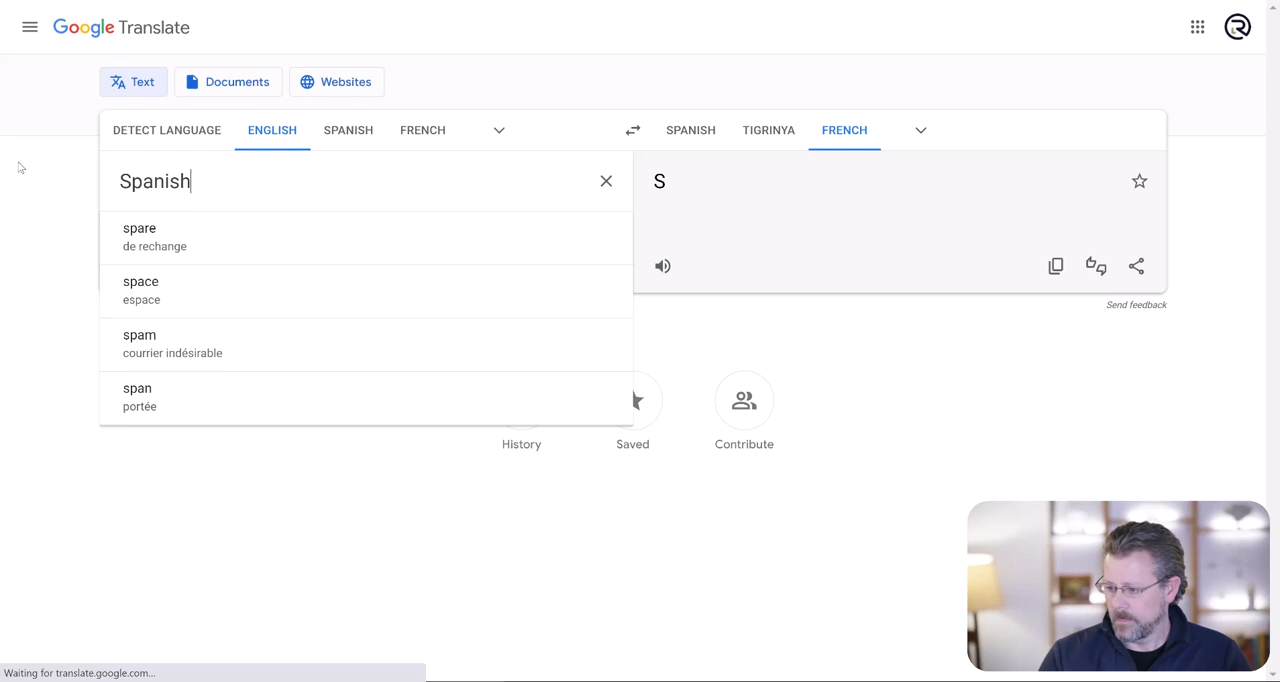 Google Translate
Text
Documents
Websites
DETECT LANGUAGE
ENGLISH
SPANISH
FRENCH
SPANISH
TIGRINYA
FRENCH
Spanish
S
spare
de rechange
space
espace
spam
courrier indésirable
span
portée
Send feedback
History
Saved
Contribute
Waiting for translate.google.com...